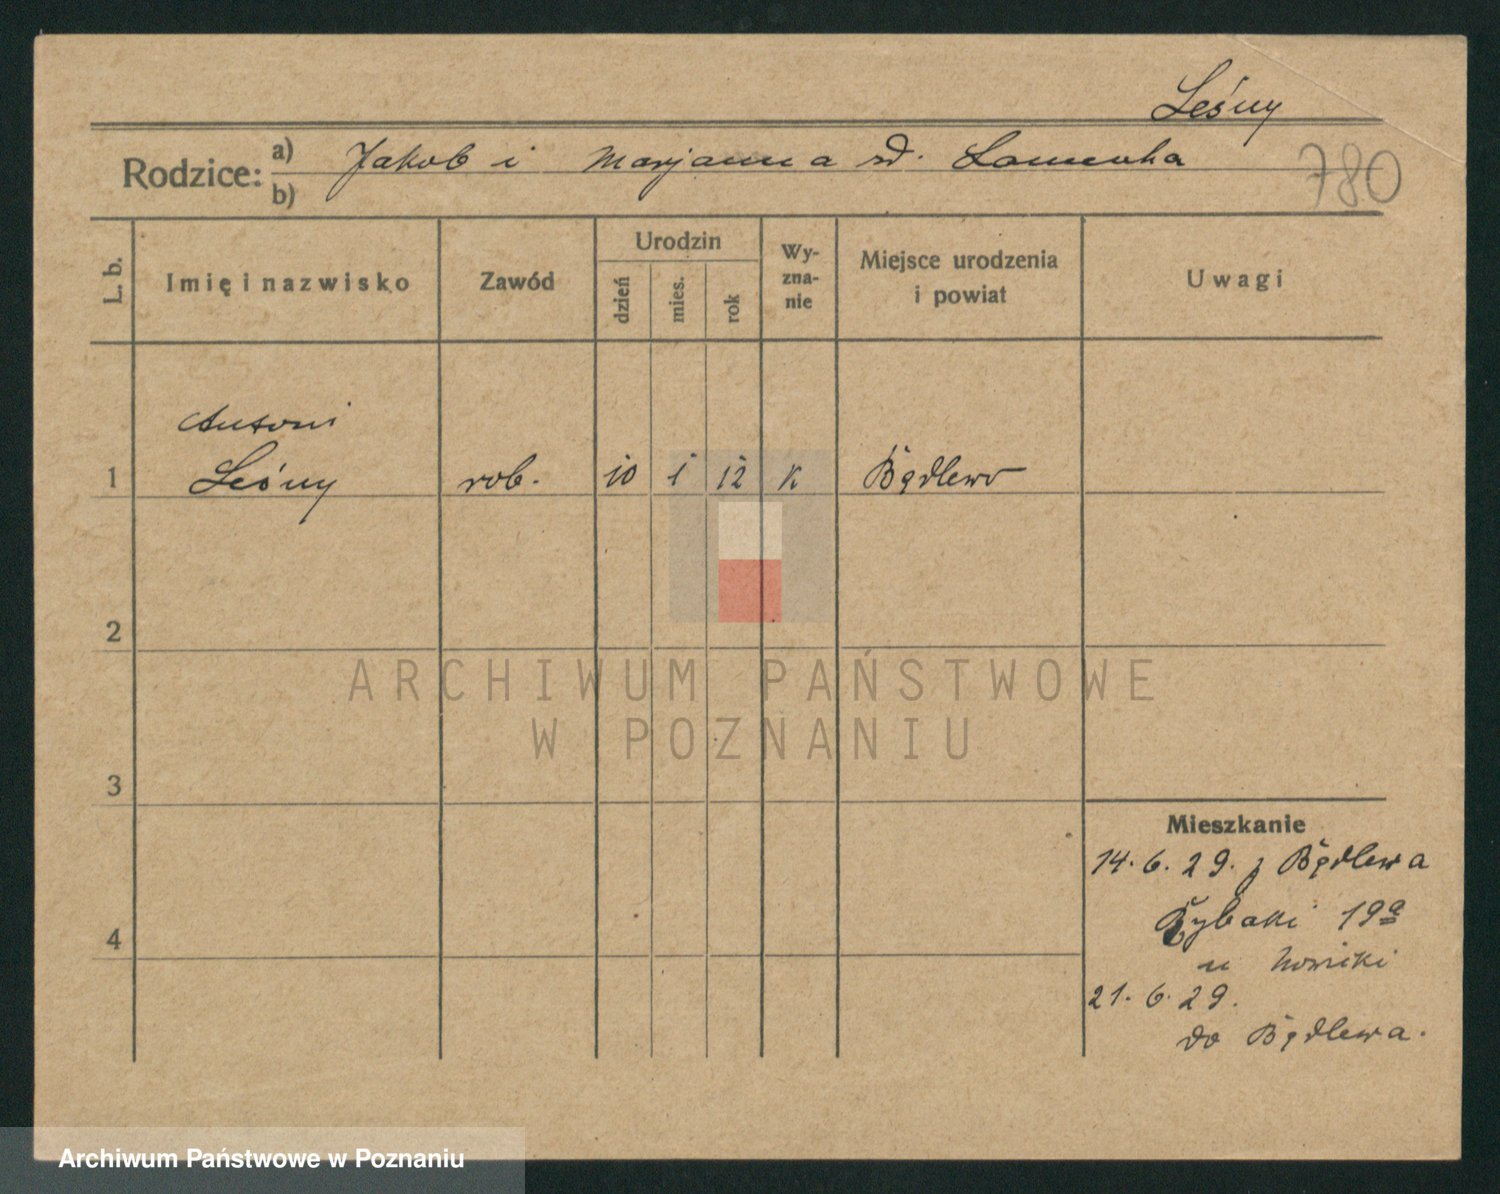 Leśny
Rodzice: a) Jakob i Marjanna zd.
b)
780
L. b.
Imię i nazwisko
Zawód
Urodzin
dzień
mies.
rok
Wy-
zna-
nie
Miejsce urodzenia
i powiat
Uwagi
Antoni
1 Leśny rob. 10 1 12 K Będlewo
2
ARCHIWUM PAŃSTWOWE
W POZNANIU
3
Mieszkanie
14. 6. 29. z Będlewa
Rybaki 19a
4
u
21. 6. 29.
do Będlewa.
Archiwum Państwowe w Poznaniu